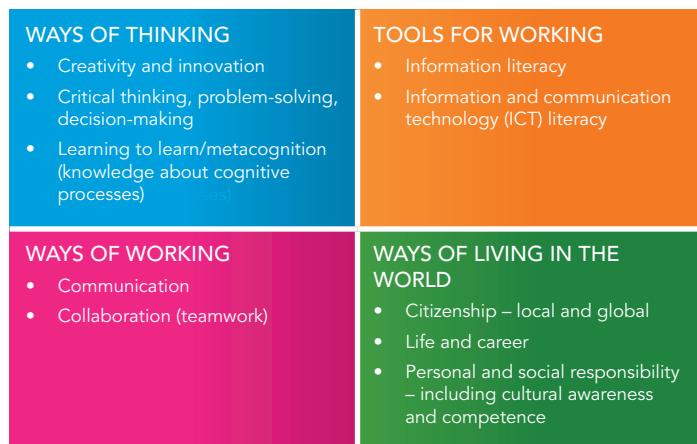 WAYS OF THINKING
• Creativity and innovation
• Critical thinking, problem-solving,
decision-making
• Learning to learn/metacognition
(knowledge about cognitive
processes)
TOOLS FOR WORKING
• Information literacy
• Information and communication
technology (ICT) literacy
WAYS OF WORKING
• Communication
• Collaboration (teamwork)
WAYS OF LIVING IN THE
WORLD
• Citizenship – local and global
• Life and career
• Personal and social responsibility
– including cultural awareness
and competence